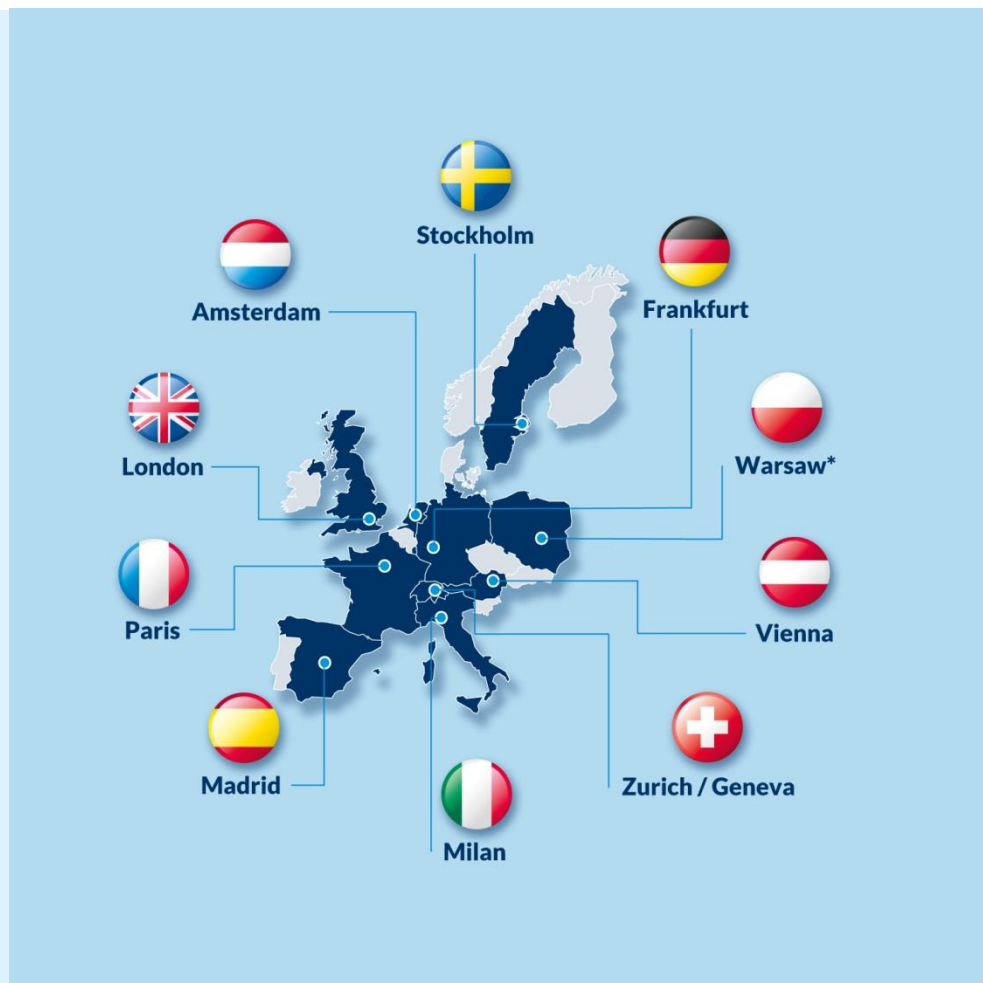 Stockholm
Amsterdam
Frankfurt
London
Warsaw*
Paris
Vienna
Madrid
Zurich / Geneva
Milan